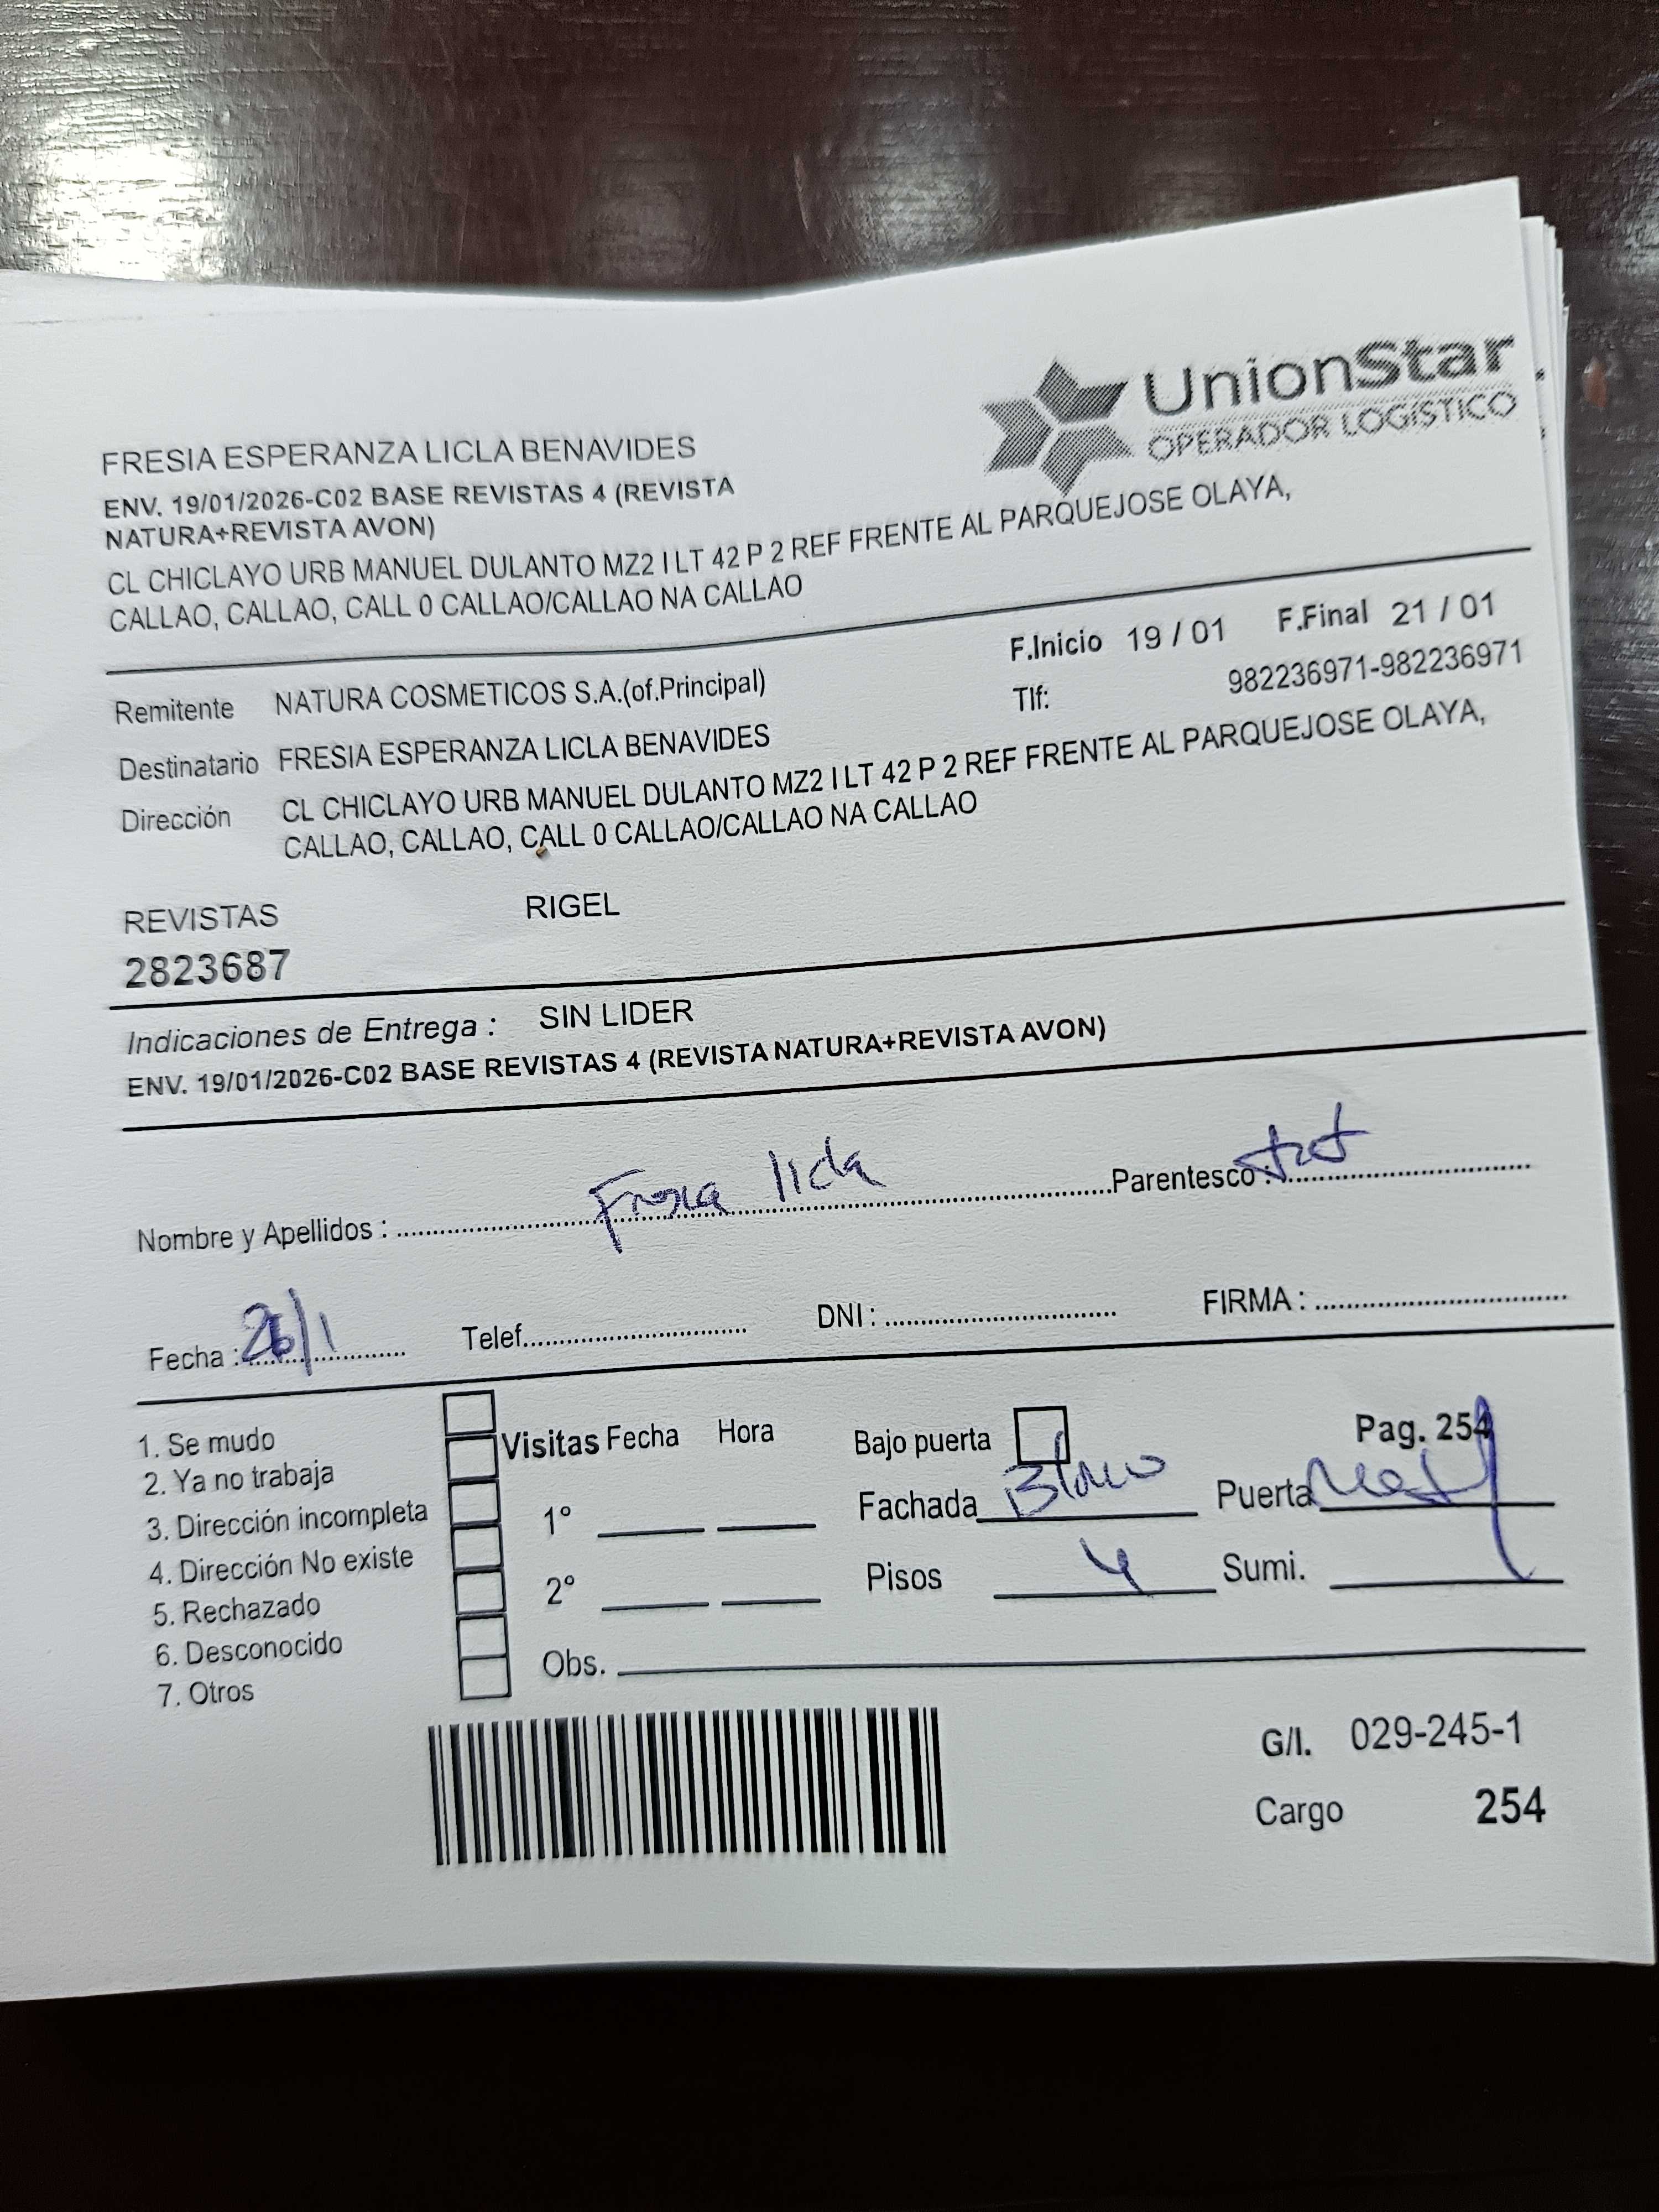 UnionStar
OPERADOR LOGÍSTICO
FRESIA ESPERANZA LICLA BENAVIDES
ENV. 19/01/2026-C02 BASE REVISTAS 4 (REVISTA
NATURA+REVISTA AVON)
CL CHICLAYO URB MANUEL DULANTO MZ2 I LT 42 P 2 REF FRENTE AL PARQUEJOSE OLAYA,
CALLAO, CALLAO, CALL 0 CALLAO/CALLAO NA CALLAO
F.Inicio 19 / 01 F.Final 21 / 01
Remitente NATURA COSMETICOS S.A.(of.Principal) Tlf: 982236971-982236971
Destinatario FRESIA ESPERANZA LICLA BENAVIDES
Dirección CL CHICLAYO URB MANUEL DULANTO MZ2 I LT 42 P 2 REF FRENTE AL PARQUEJOSE OLAYA,
CALLAO, CALLAO, CALL 0 CALLAO/CALLAO NA CALLAO
REVISTAS RIGEL
2823687
Indicaciones de Entrega : SIN LIDER
ENV. 19/01/2026-C02 BASE REVISTAS 4 (REVISTA NATURA+REVISTA AVON)
Nombre y Apellidos : Fresia licla Parentesco :
Fecha : Telef. DNI : FIRMA :
1. Se mudo
2. Ya no trabaja
3. Dirección incompleta
4. Dirección No existe
5. Rechazado
6. Desconocido
7. Otros
Visitas Fecha Hora
1°
2°
Obs.
Bajo puerta Pag. 254
Fachada Blanco Puerta
Pisos 4 Sumi.
G/I. 029-245-1
Cargo 254